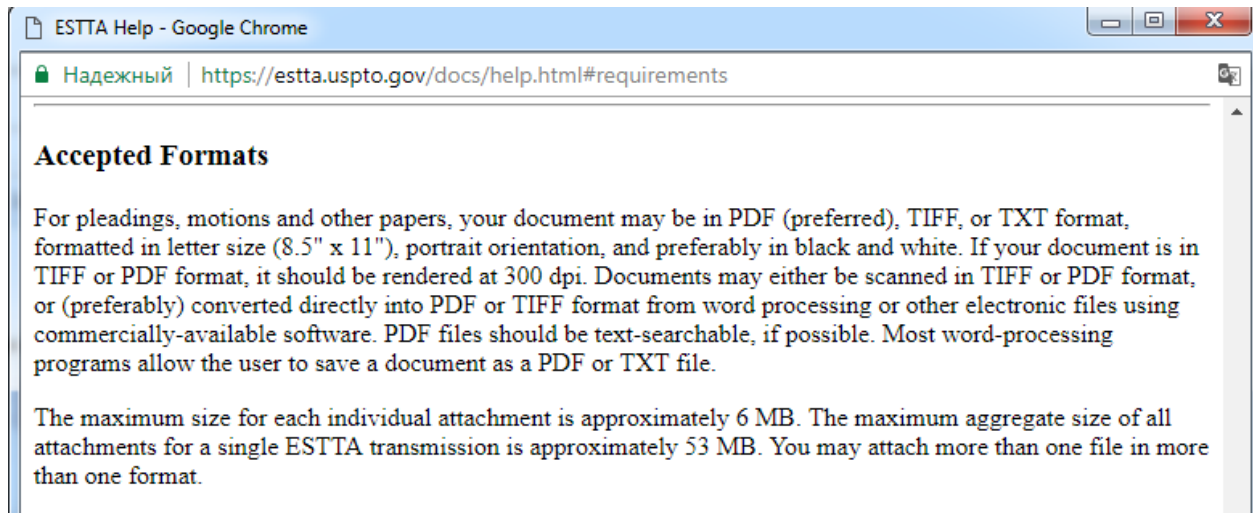 ESTTA Help - Google Chrome
Надежный | https://estta.uspto.gov/docs/help.html#requirements
Accepted Formats
For pleadings, motions and other papers, your document may be in PDF (preferred), TIFF, or TXT format,
formatted in letter size (8.5" x 11"), portrait orientation, and preferably in black and white. If your document is in
TIFF or PDF format, it should be rendered at 300 dpi. Documents may either be scanned in TIFF or PDF format,
or (preferably) converted directly into PDF or TIFF format from word processing or other electronic files using
commercially-available software. PDF files should be text-searchable, if possible. Most word-processing
programs allow the user to save a document as a PDF or TXT file.
The maximum size for each individual attachment is approximately 6 MB. The maximum aggregate size of all
attachments for a single ESTTA transmission is approximately 53 MB. You may attach more than one file in more
than one format.